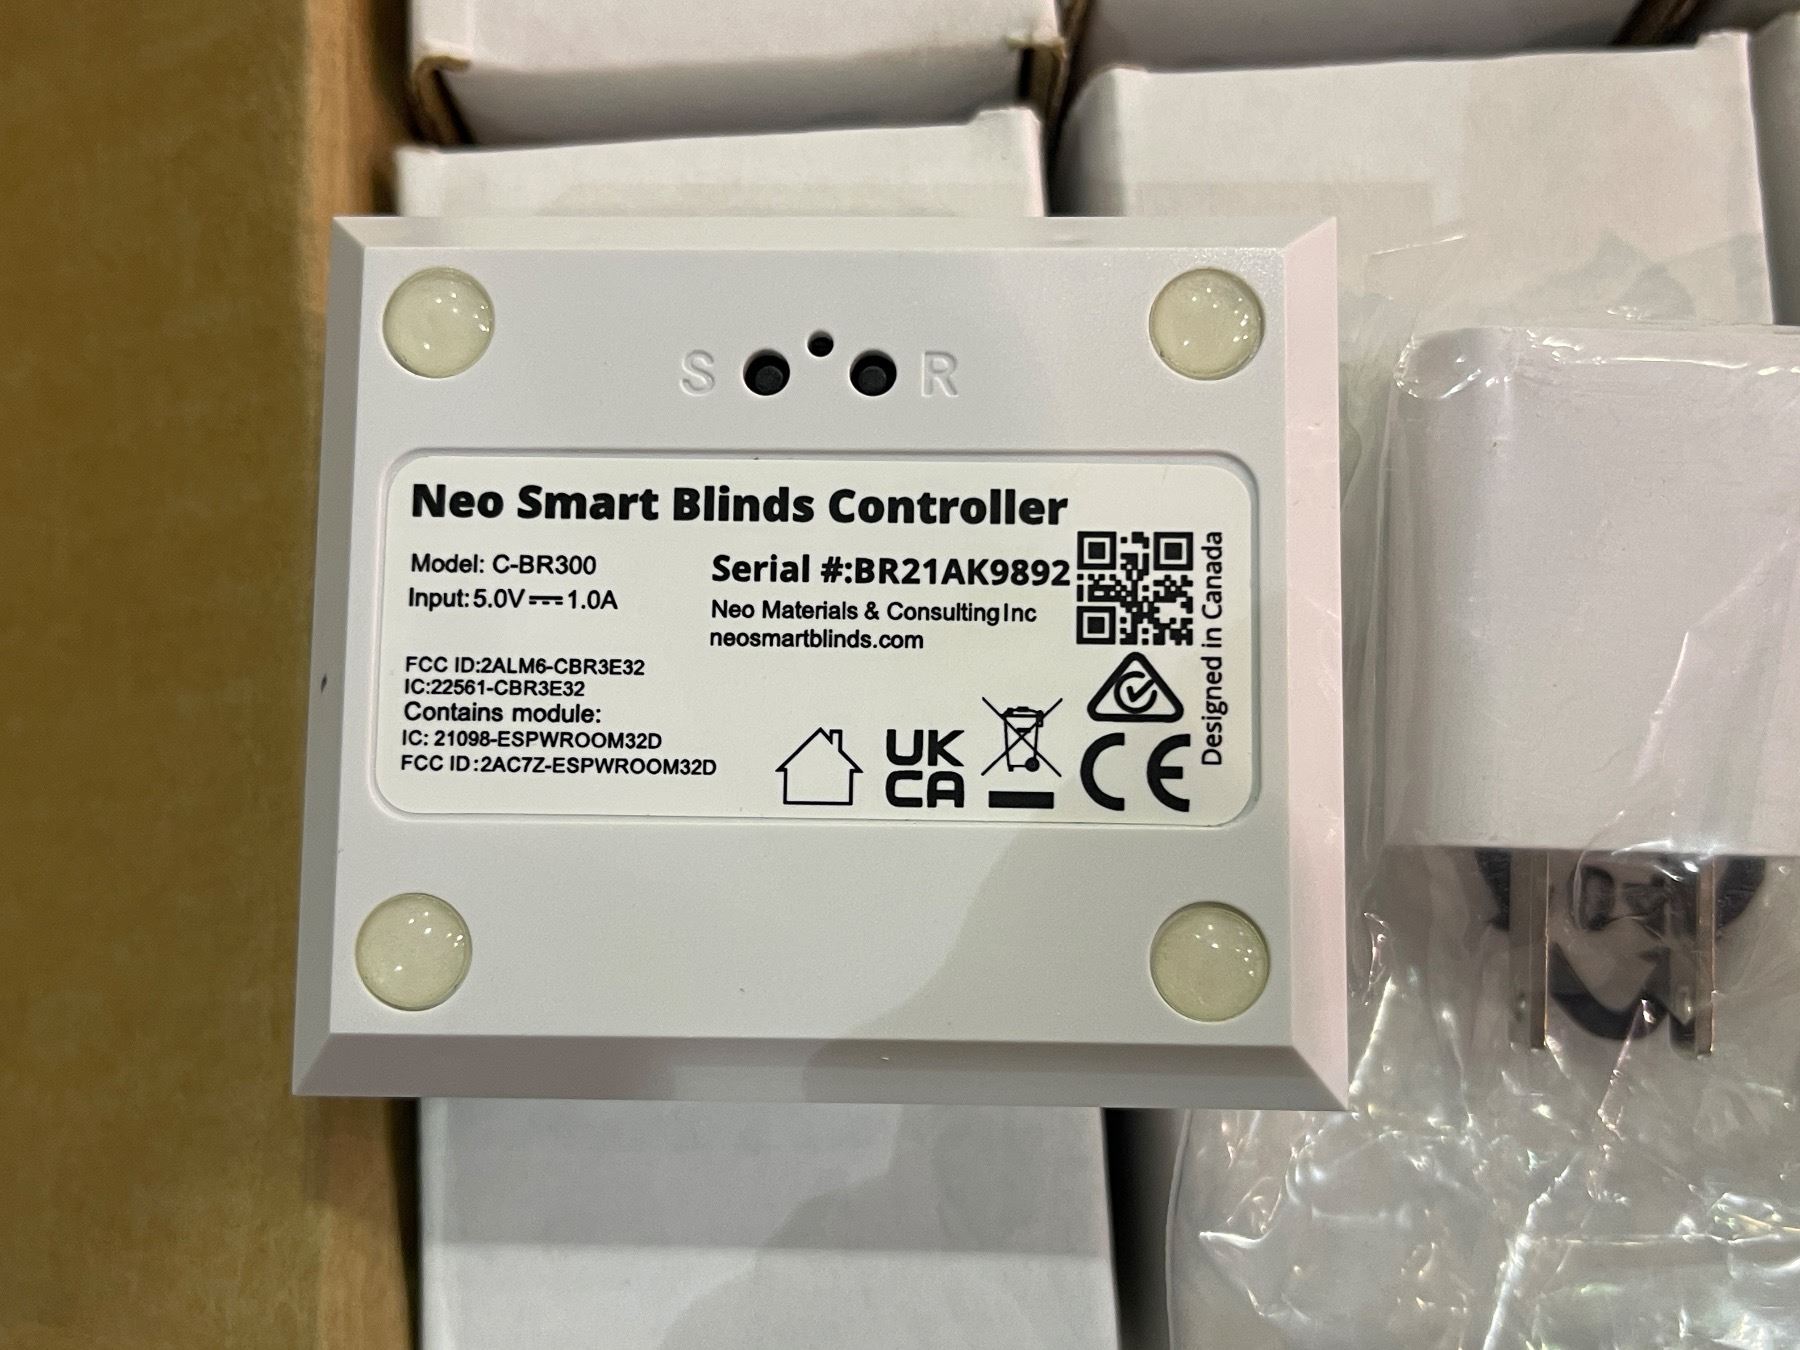 S R
Neo Smart Blinds Controller
Model: C-BR300
Input: 5.0V⎓1.0A
Serial #:BR21AK9892
Neo Materials & Consulting Inc
neosmartblinds.com
FCC ID:2ALM6-CBR3E32
IC:22561-CBR3E32
Contains module:
IC: 21098-ESPWROOM32D
FCC ID:2AC7Z-ESPWROOM32D
UK
CA
CE
Designed in Canada